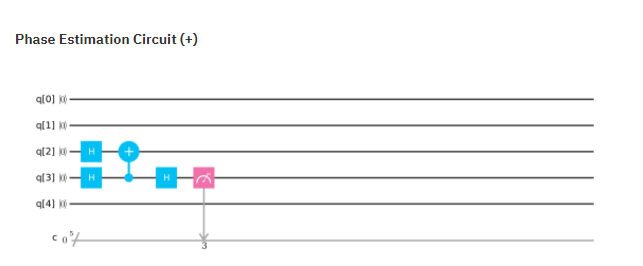 Phase Estimation Circuit (+)
q[0] |0⟩
q[1] |0⟩
q[2] |0⟩ H +
q[3] |0⟩ H H
q[4] |0⟩
c 0 5
3